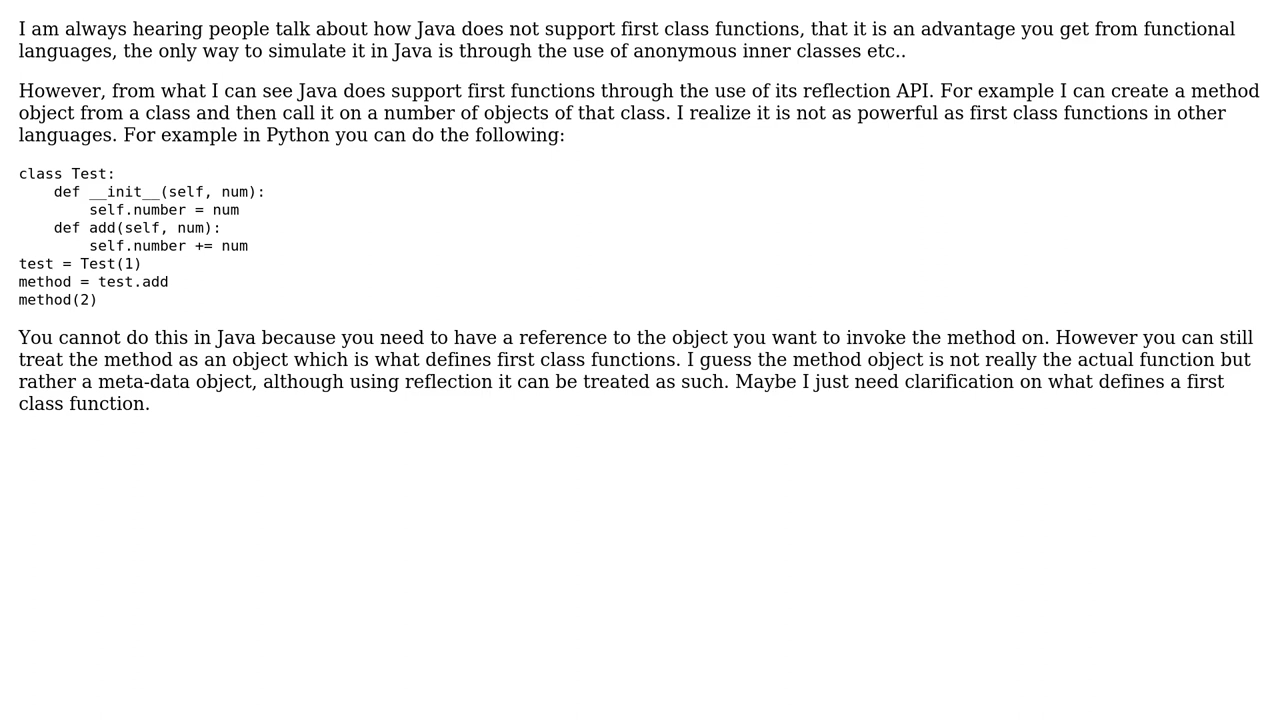 I am always hearing people talk about how Java does not support first class functions, that it is an advantage you get from functional
languages, the only way to simulate it in Java is through the use of anonymous inner classes etc..
However, from what I can see Java does support first functions through the use of its reflection API. For example I can create a method
object from a class and then call it on a number of objects of that class. I realize it is not as powerful as first class functions in other
languages. For example in Python you can do the following:
class Test:
    def __init__(self, num):
        self.number = num
    def add(self, num):
        self.number += num
test = Test(1)
method = test.add
method(2)
You cannot do this in Java because you need to have a reference to the object you want to invoke the method on. However you can still
treat the method as an object which is what defines first class functions. I guess the method object is not really the actual function but
rather a meta-data object, although using reflection it can be treated as such. Maybe I just need clarification on what defines a first
class function.